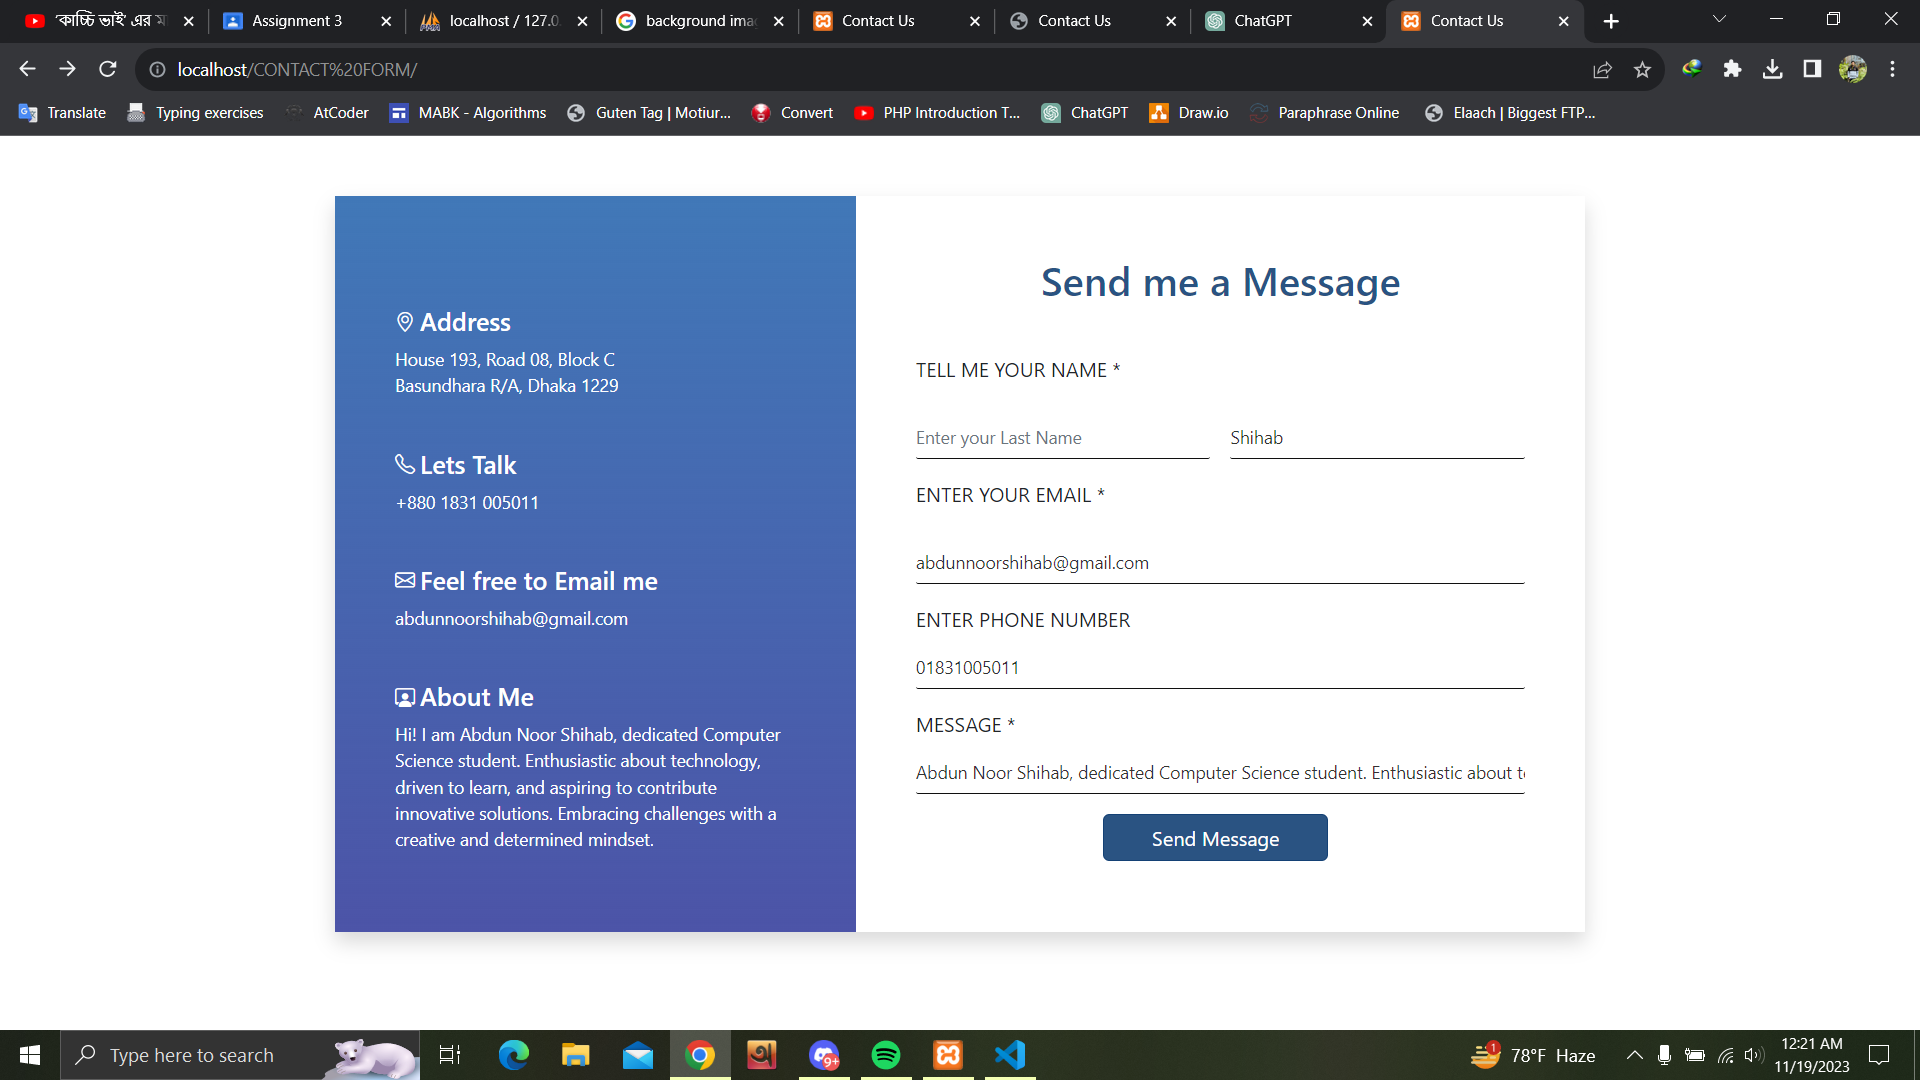 'কাচ্চি ভাই' এর
Assignment 3
localhost / 127.0.
background ima
Contact Us
Contact Us
ChatGPT
Contact Us
localhost/CONTACT%20FORM/
Translate
Typing exercises
AtCoder
MABK - Algorithms
Guten Tag | Motiur...
Convert
PHP Introduction T...
ChatGPT
Draw.io
Paraphrase Online
Elaach | Biggest FTP...
Address
House 193, Road 08, Block C
Basundhara R/A, Dhaka 1229
Lets Talk
+880 1831 005011
Feel free to Email me
abdunnoorshihab@gmail.com
About Me
Hi! I am Abdun Noor Shihab, dedicated Computer
Science student. Enthusiastic about technology,
driven to learn, and aspiring to contribute
innovative solutions. Embracing challenges with a
creative and determined mindset.
Send me a Message
TELL ME YOUR NAME *
Enter your Last Name
Shihab
ENTER YOUR EMAIL *
abdunnoorshihab@gmail.com
ENTER PHONE NUMBER
01831005011
MESSAGE *
Abdun Noor Shihab, dedicated Computer Science student. Enthusiastic about t
Send Message
Type here to search
9+
1
78°F Haze
12:21 AM
11/19/2023